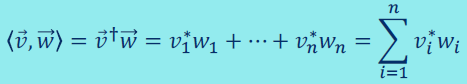 ⟨v⃗, w⃗⟩ = v⃗†w⃗ = v₁*w₁ + ⋯ + vₙ*wₙ = ∑ᵢ₌₁ⁿ vᵢ*wᵢ